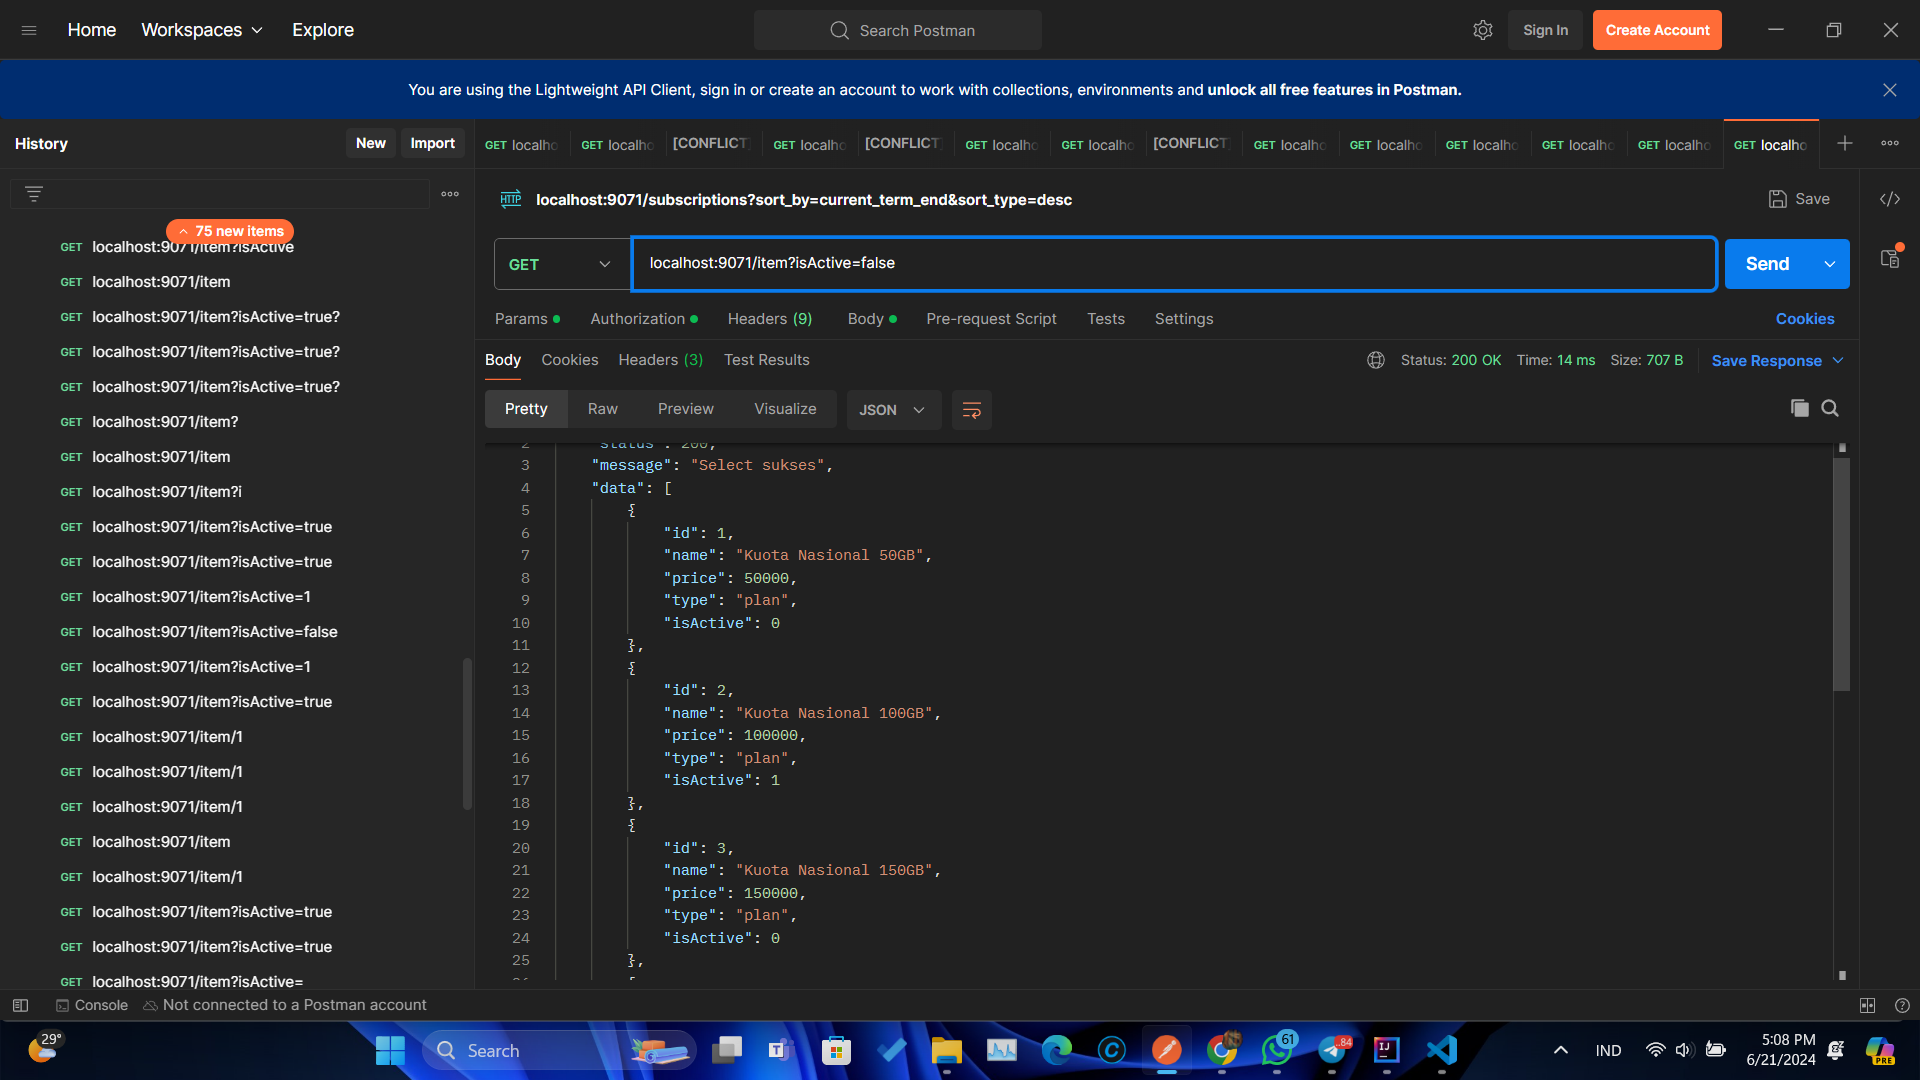 Home Workspaces Explore Search Postman Sign In Create Account
You are using the Lightweight API Client, sign in or create an account to work with collections, environments and unlock all free features in Postman.
History New Import
75 new items
GET localhost:9071/item?isActive
GET localhost:9071/item
GET localhost:9071/item?isActive=true?
GET localhost:9071/item?isActive=true?
GET localhost:9071/item?isActive=true?
GET localhost:9071/item?
GET localhost:9071/item
GET localhost:9071/item?i
GET localhost:9071/item?isActive=true
GET localhost:9071/item?isActive=true
GET localhost:9071/item?isActive=1
GET localhost:9071/item?isActive=false
GET localhost:9071/item?isActive=1
GET localhost:9071/item?isActive=true
GET localhost:9071/item/1
GET localhost:9071/item/1
GET localhost:9071/item/1
GET localhost:9071/item
GET localhost:9071/item/1
GET localhost:9071/item?isActive=true
GET localhost:9071/item?isActive=true
GET localhost:9071/item?isActive=
GET localho GET localho [CONFLICT] GET localho [CONFLICT] GET localho GET localho [CONFLICT] GET localho GET localho GET localho GET localho GET localho GET localho
HTTP localhost:9071/subscriptions?sort_by=current_term_end&sort_type=desc Save
GET localhost:9071/item?isActive=false Send
Params Authorization Headers (9) Body Pre-request Script Tests Settings Cookies
Body Cookies Headers (3) Test Results Status: 200 OK Time: 14 ms Size: 707 B Save Response
Pretty Raw Preview Visualize JSON
2 "status": 200,
3 "message": "Select sukses",
4 "data": [
5 {
6 "id": 1,
7 "name": "Kuota Nasional 50GB",
8 "price": 50000,
9 "type": "plan",
10 "isActive": 0
11 },
12 {
13 "id": 2,
14 "name": "Kuota Nasional 100GB",
15 "price": 100000,
16 "type": "plan",
17 "isActive": 1
18 },
19 {
20 "id": 3,
21 "name": "Kuota Nasional 150GB",
22 "price": 150000,
23 "type": "plan",
24 "isActive": 0
25 },
Console Not connected to a Postman account
29° Search 61 84 IND 5:08 PM
6/21/2024 PRE